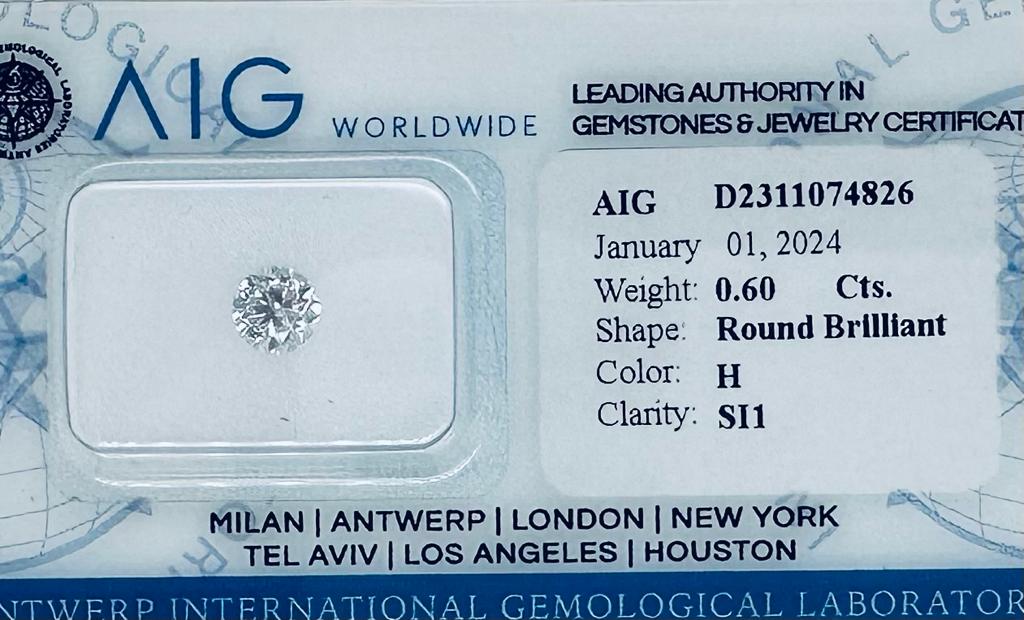 AIG WORLDWIDE
LEADING AUTHORITY IN
GEMSTONES & JEWELRY CERTIFICAT
AIG D2311074826
January 01, 2024
Weight: 0.60 Cts.
Shape: Round Brilliant
Color: H
Clarity: SI1
MILAN | ANTWERP | LONDON | NEW YORK
TEL AVIV | LOS ANGELES | HOUSTON
NTWERP INTERNATIONAL GEMOLOGICAL LABORATOR